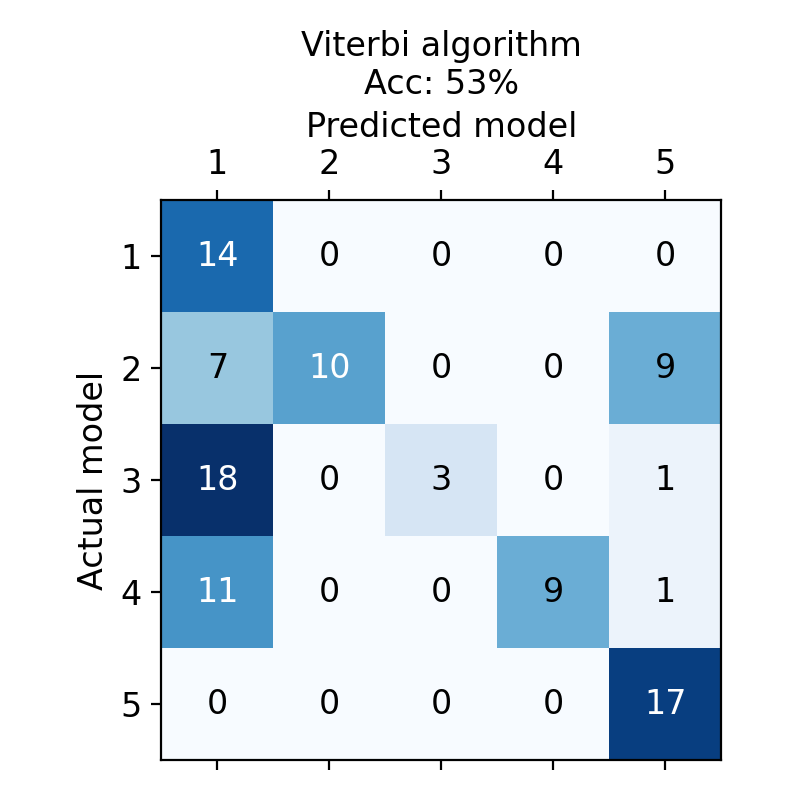 Viterbi algorithm
Acc: 53%
Predicted model
1 2 3 4 5
Actual model
1 14 0 0 0 0
2 7 10 0 0 9
3 18 0 3 0 1
4 11 0 0 9 1
5 0 0 0 0 17